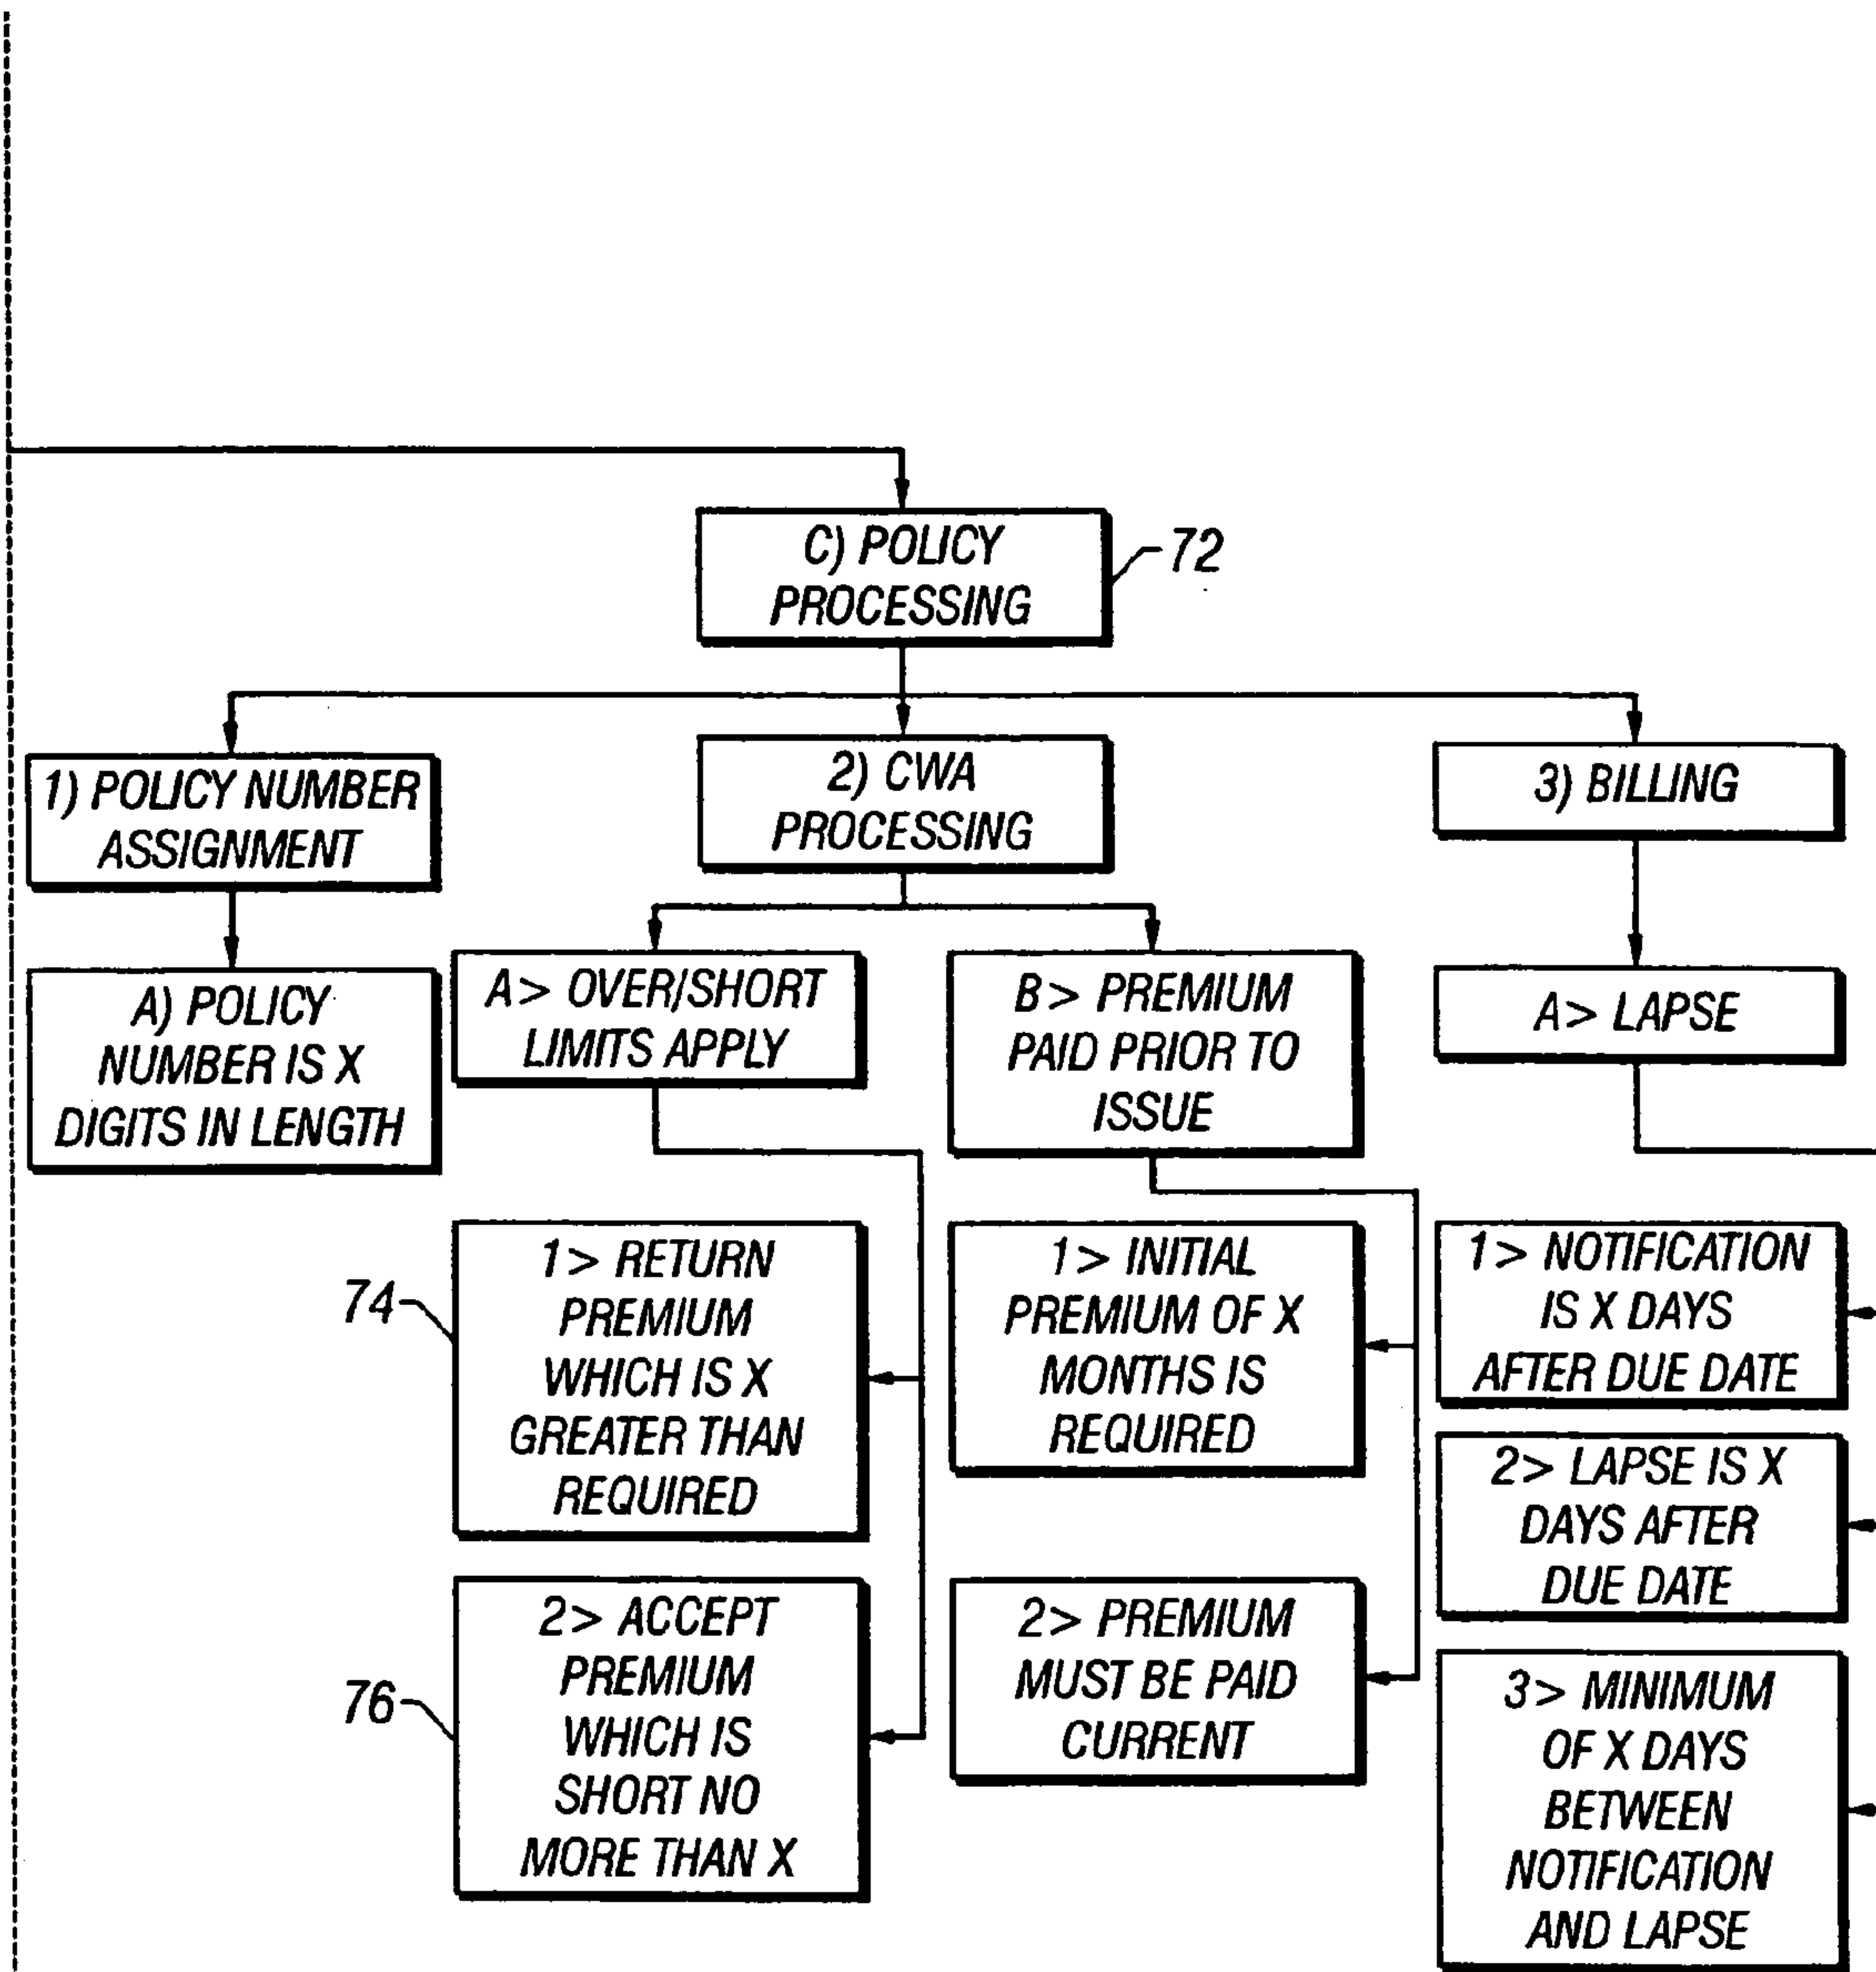 C) POLICY
PROCESSING
72
1) POLICY NUMBER
ASSIGNMENT
2) CWA
PROCESSING
3) BILLING
A) POLICY
NUMBER IS X
DIGITS IN LENGTH
A> OVER/SHORT
LIMITS APPLY
B> PREMIUM
PAID PRIOR TO
ISSUE
A> LAPSE
74
1> RETURN
PREMIUM
WHICH IS X
GREATER THAN
REQUIRED
1> INITIAL
PREMIUM OF X
MONTHS IS
REQUIRED
1> NOTIFICATION
IS X DAYS
AFTER DUE DATE
2> LAPSE IS X
DAYS AFTER
DUE DATE
76
2> ACCEPT
PREMIUM
WHICH IS
SHORT NO
MORE THAN X
2> PREMIUM
MUST BE PAID
CURRENT
3> MINIMUM
OF X DAYS
BETWEEN
NOTIFICATION
AND LAPSE